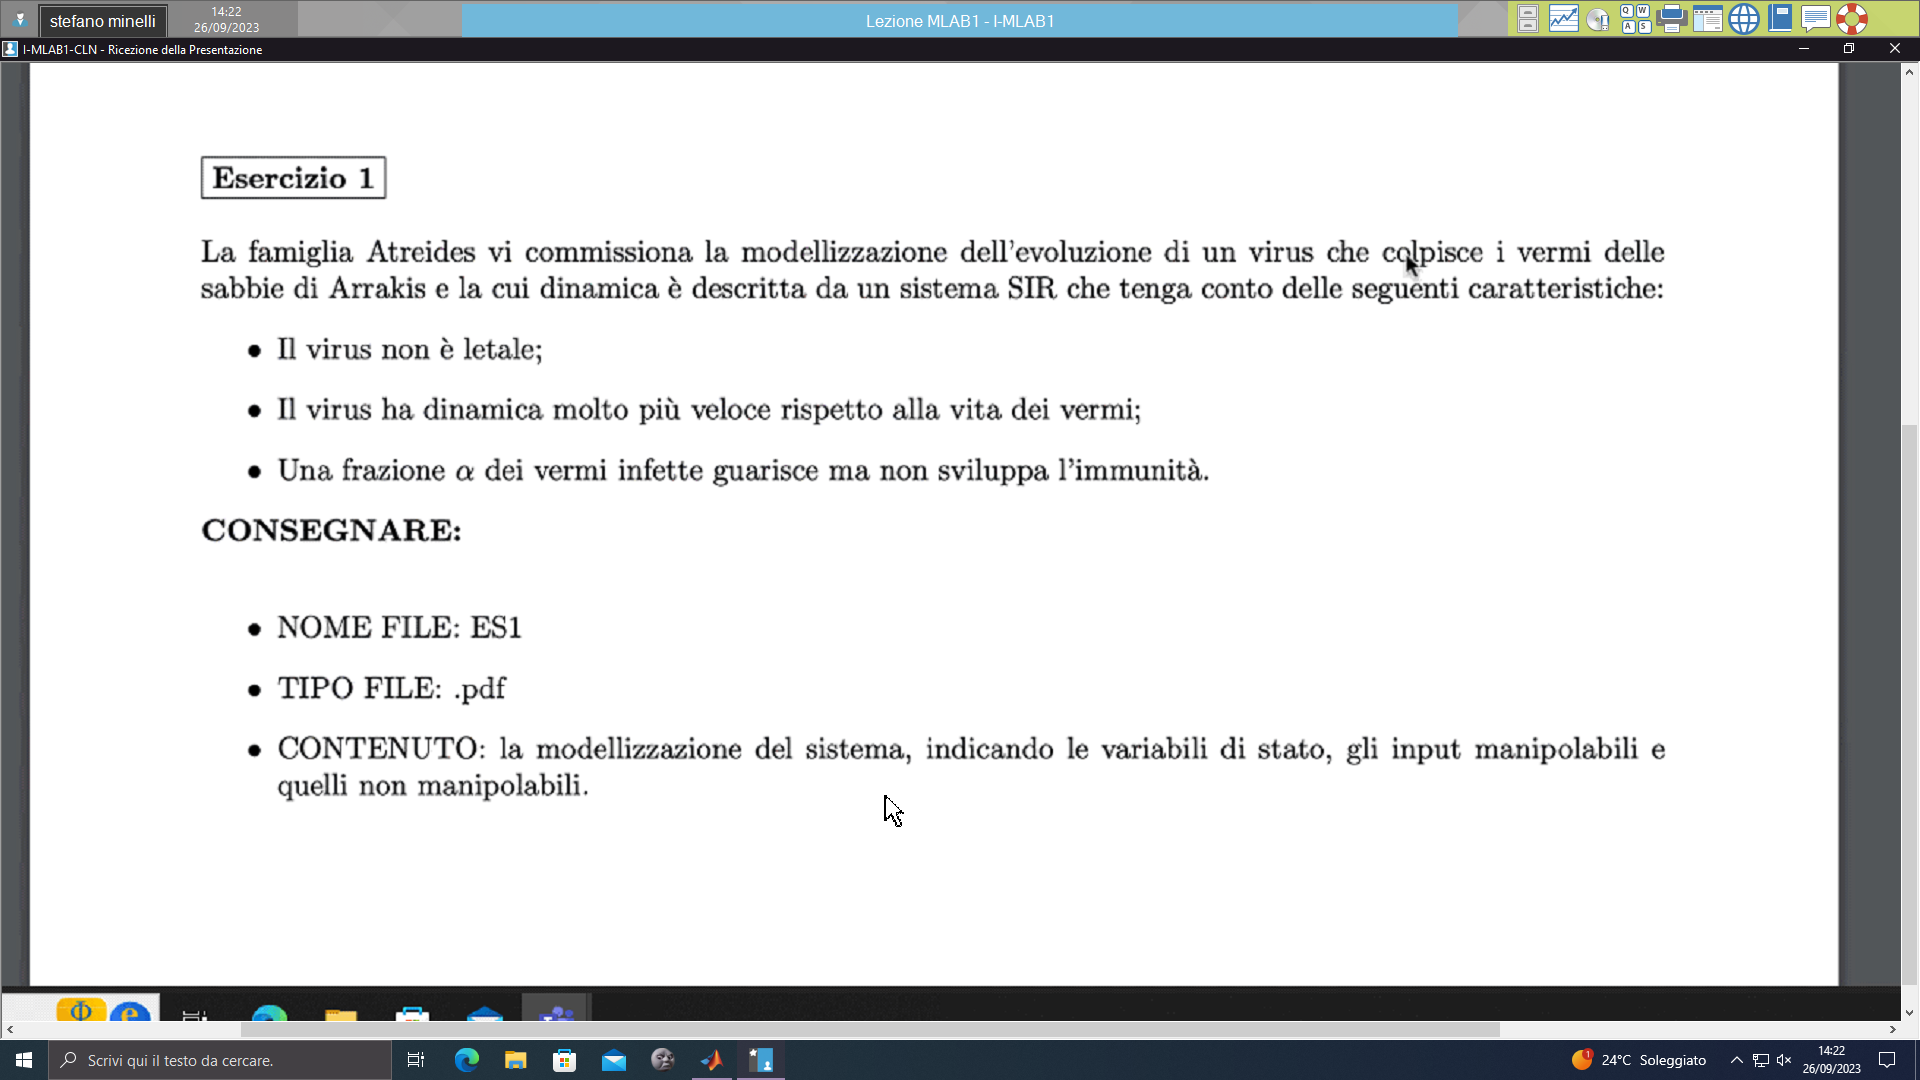 stefano minelli
14:22
26/09/2023
Lezione MLAB1 - I-MLAB1
I-MLAB1-CLN - Ricezione della Presentazione
Esercizio 1
La famiglia Atreides vi commissiona la modellizzazione dell'evoluzione di un virus che colpisce i vermi delle
sabbie di Arrakis e la cui dinamica è descritta da un sistema SIR che tenga conto delle seguenti caratteristiche:
• Il virus non è letale;
• Il virus ha dinamica molto più veloce rispetto alla vita dei vermi;
• Una frazione α dei vermi infette guarisce ma non sviluppa l'immunità.
CONSEGNARE:
• NOME FILE: ES1
• TIPO FILE: .pdf
• CONTENUTO: la modellizzazione del sistema, indicando le variabili di stato, gli input manipolabili e
quelli non manipolabili.
Scrivi qui il testo da cercare.
1
24°C Soleggiato
14:22
26/09/2023